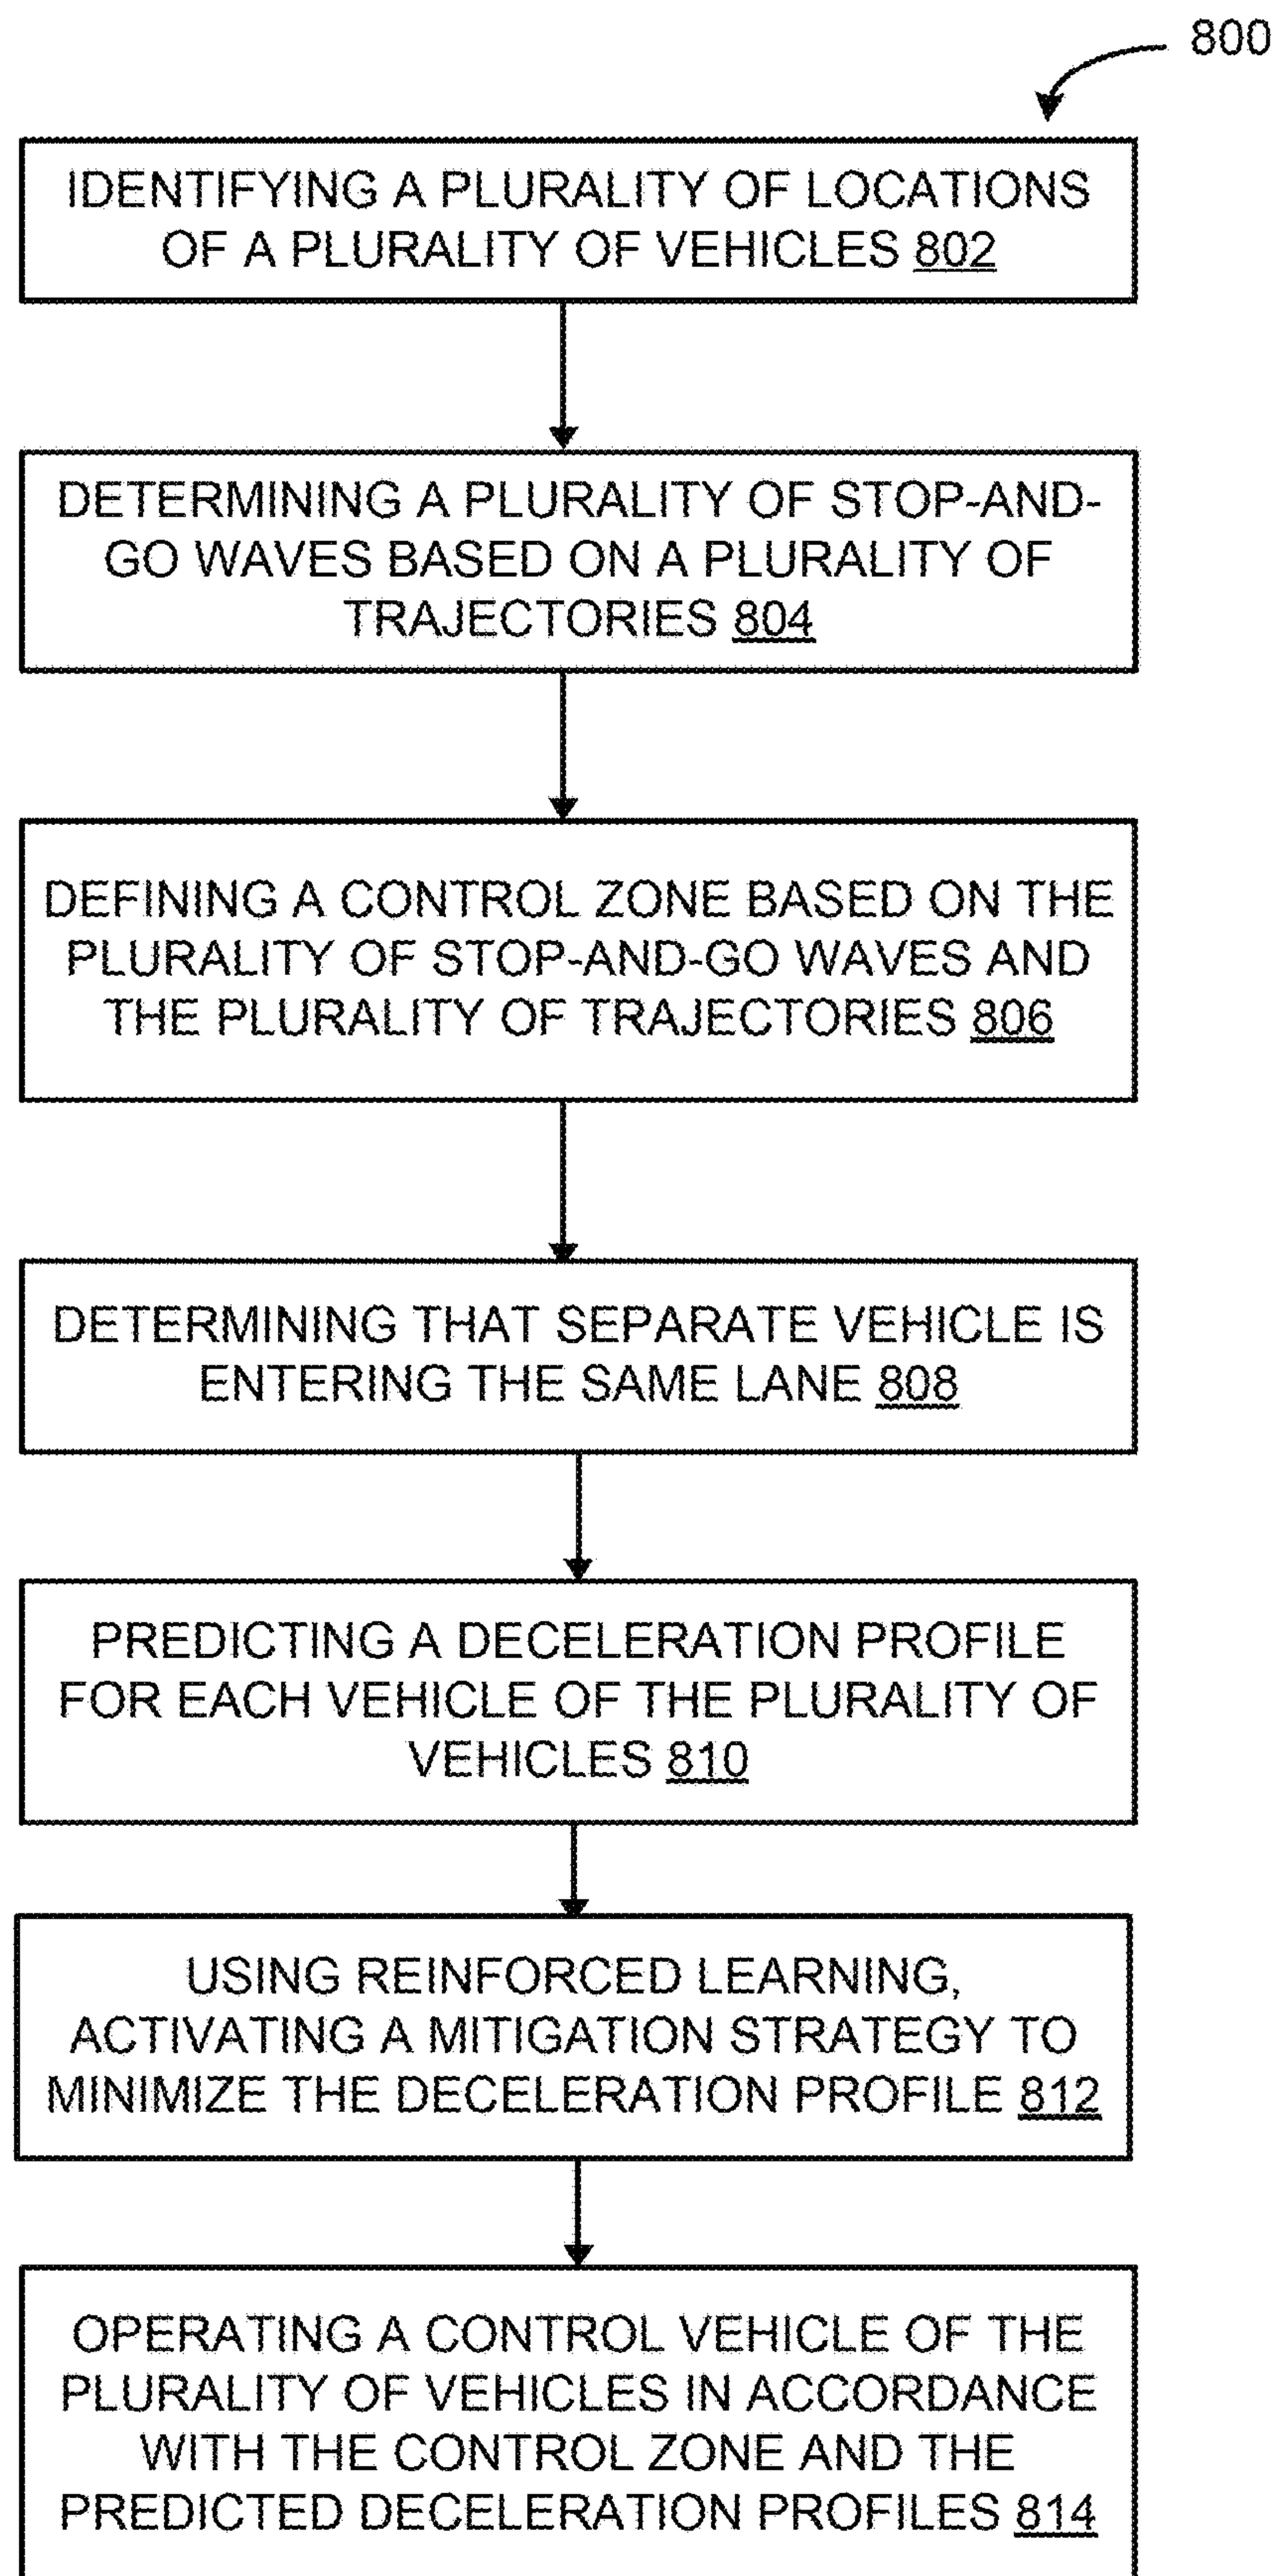 800
IDENTIFYING A PLURALITY OF LOCATIONS
OF A PLURALITY OF VEHICLES 802
DETERMINING A PLURALITY OF STOP-AND-
GO WAVES BASED ON A PLURALITY OF
TRAJECTORIES 804
DEFINING A CONTROL ZONE BASED ON THE
PLURALITY OF STOP-AND-GO WAVES AND
THE PLURALITY OF TRAJECTORIES 806
DETERMINING THAT SEPARATE VEHICLE IS
ENTERING THE SAME LANE 808
PREDICTING A DECELERATION PROFILE
FOR EACH VEHICLE OF THE PLURALITY OF
VEHICLES 810
USING REINFORCED LEARNING,
ACTIVATING A MITIGATION STRATEGY TO
MINIMIZE THE DECELERATION PROFILE 812
OPERATING A CONTROL VEHICLE OF THE
PLURALITY OF VEHICLES IN ACCORDANCE
WITH THE CONTROL ZONE AND THE
PREDICTED DECELERATION PROFILES 814